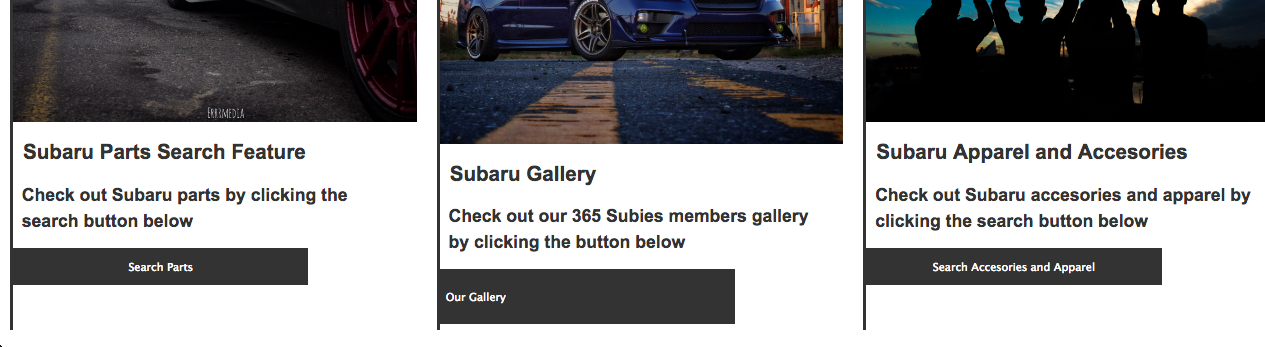 Errrmedia
Subaru Parts Search Feature
Check out Subaru parts by clicking the
search button below
Search Parts
Subaru Gallery
Check out our 365 Subies members gallery
by clicking the button below
Our Gallery
Subaru Apparel and Accesories
Check out Subaru accesories and apparel by
clicking the search button below
Search Accesories and Apparel